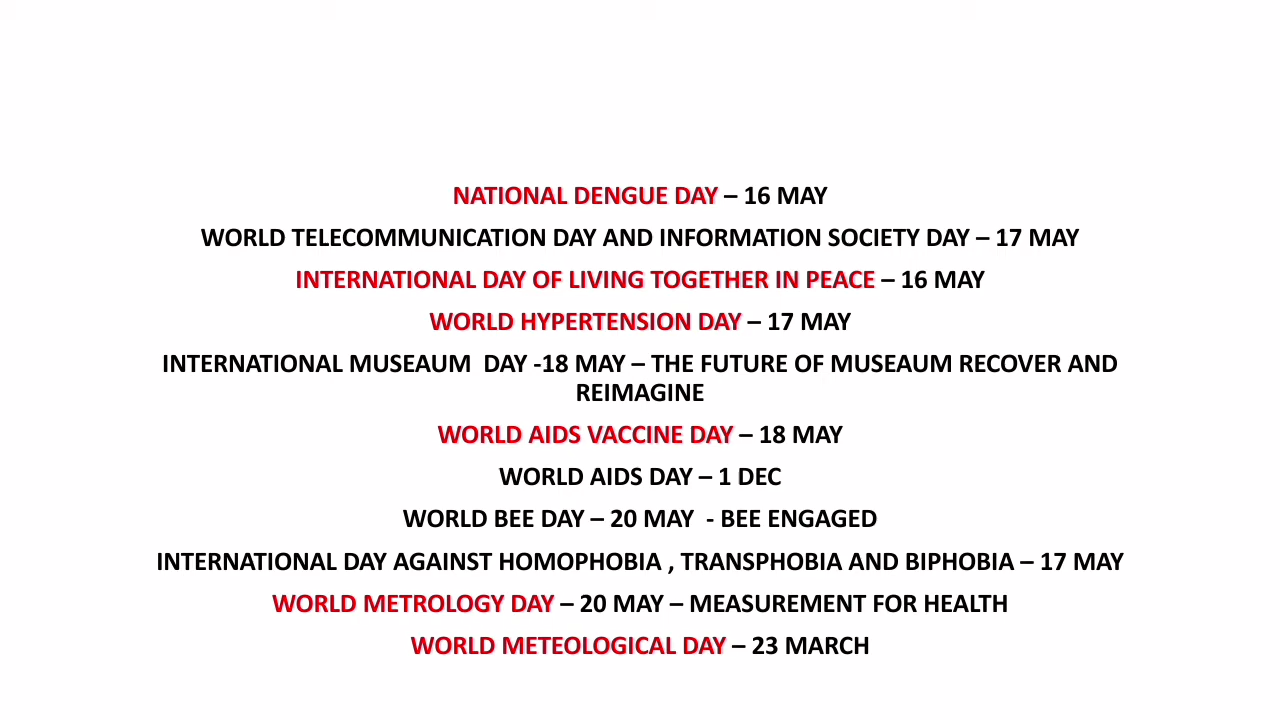 NATIONAL DENGUE DAY – 16 MAY
WORLD TELECOMMUNICATION DAY AND INFORMATION SOCIETY DAY – 17 MAY
INTERNATIONAL DAY OF LIVING TOGETHER IN PEACE – 16 MAY
WORLD HYPERTENSION DAY – 17 MAY
INTERNATIONAL MUSEAUM  DAY -18 MAY – THE FUTURE OF MUSEAUM RECOVER AND
REIMAGINE
WORLD AIDS VACCINE DAY – 18 MAY
WORLD AIDS DAY – 1 DEC
WORLD BEE DAY – 20 MAY  - BEE ENGAGED
INTERNATIONAL DAY AGAINST HOMOPHOBIA , TRANSPHOBIA AND BIPHOBIA – 17 MAY
WORLD METROLOGY DAY – 20 MAY – MEASUREMENT FOR HEALTH
WORLD METEOLOGICAL DAY – 23 MARCH